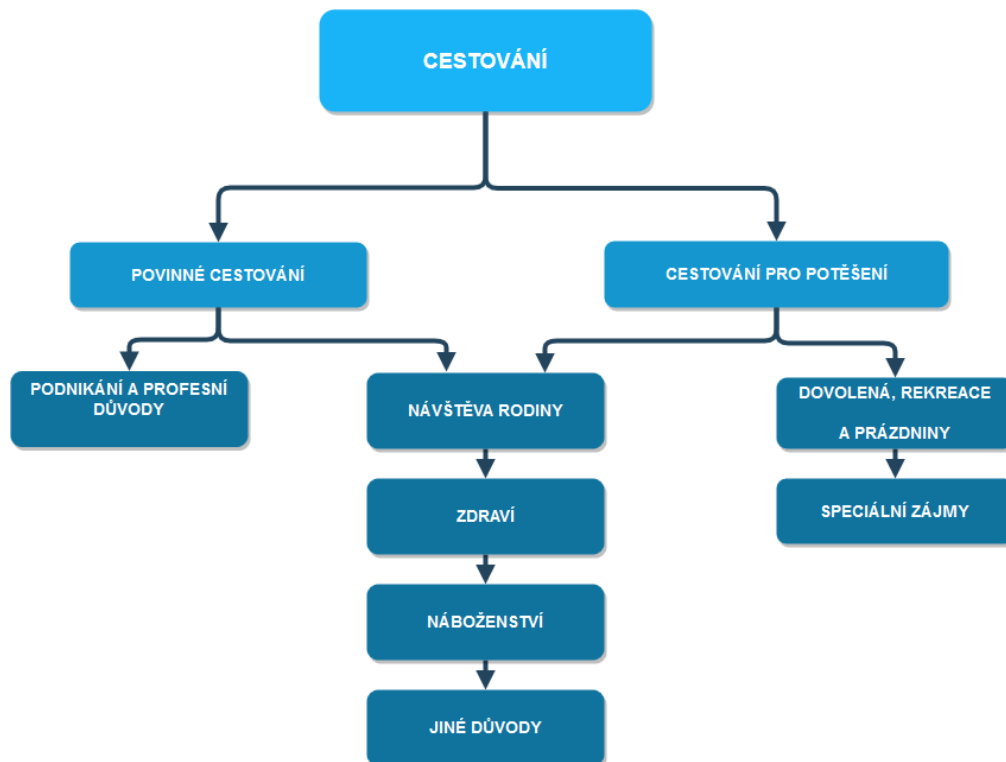 CESTOVÁNÍ
POVINNÉ CESTOVÁNÍ
CESTOVÁNÍ PRO POTĚŠENÍ
PODNIKÁNÍ A PROFESNÍ
DŮVODY
NÁVŠTĚVA RODINY
DOVOLENÁ, REKREACE
A PRÁZDNINY
ZDRAVÍ
SPECIÁLNÍ ZÁJMY
NÁBOŽENSTVÍ
JINÉ DŮVODY